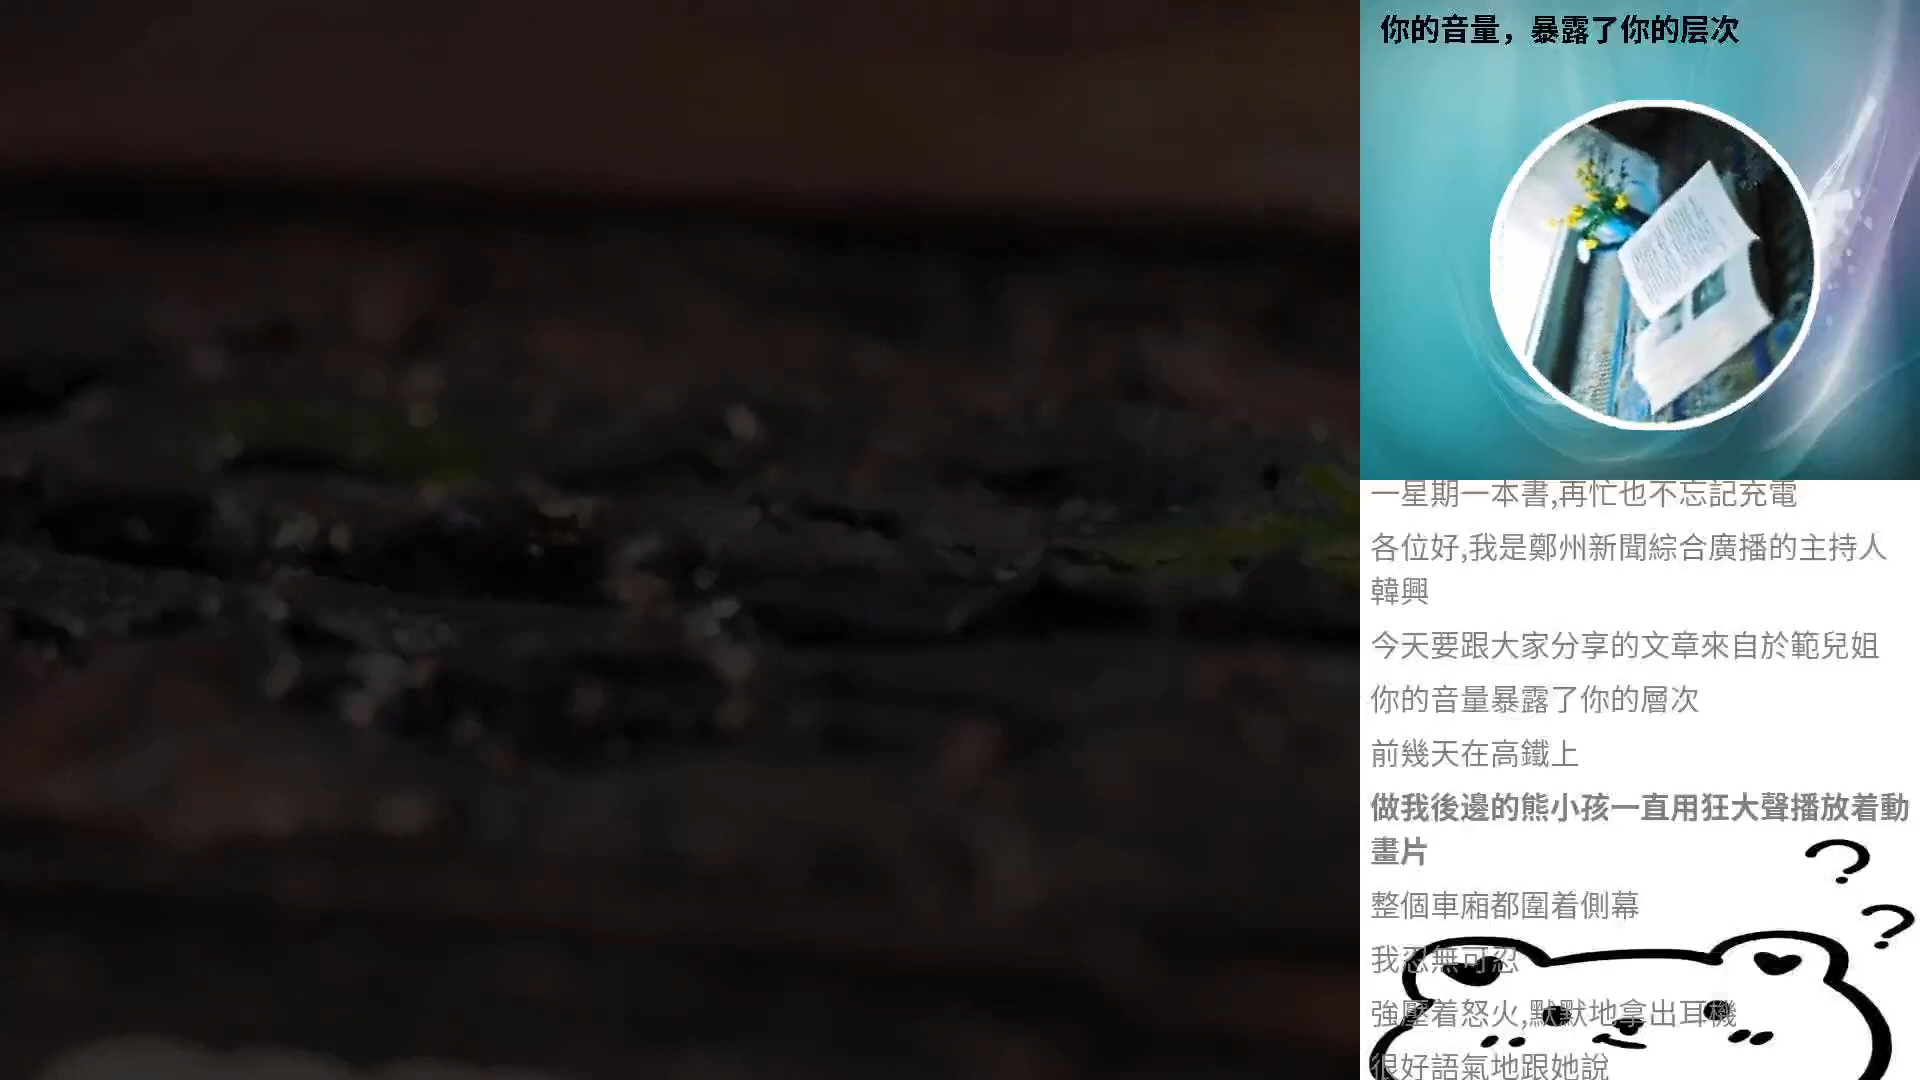 你的音量，暴露了你的层次
一星期一本書,再忙也不忘記充電
各位好,我是鄭州新聞綜合廣播的主持人
韓興
今天要跟大家分享的文章來自於範兒姐
你的音量暴露了你的層次
前幾天在高鐵上
做我後邊的熊小孩一直用狂大聲播放着動
畫片
整個車廂都圍着側幕
我忍無可忍
強壓着怒火,默默地拿出耳機
很好語氣地跟她說